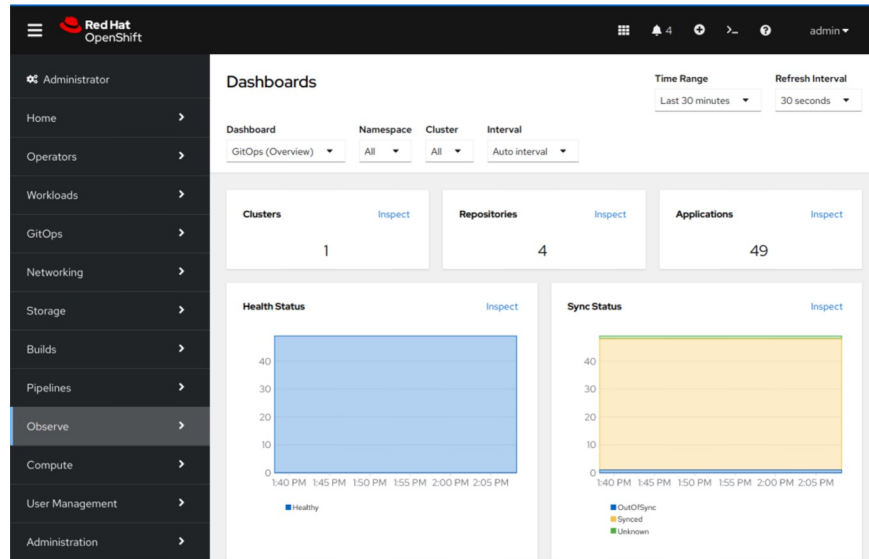 Red Hat
OpenShift
4
>_
admin
Administrator
Home
Operators
Workloads
GitOps
Networking
Storage
Builds
Pipelines
Observe
Compute
User Management
Administration
Dashboards
Time Range
Refresh Interval
Last 30 minutes
30 seconds
Dashboard
Namespace
Cluster
Interval
GitOps (Overview)
All
All
Auto interval
Clusters
Inspect
1
Repositories
Inspect
4
Applications
Inspect
49
Health Status
Inspect
40
30
20
10
0
1:40 PM 1:45 PM 1:50 PM 1:55 PM 2:00 PM 2:05 PM
Healthy
Sync Status
Inspect
40
30
20
10
0
1:40 PM 1:45 PM 1:50 PM 1:55 PM 2:00 PM 2:05 PM
OutOfSync
Synced
Unknown